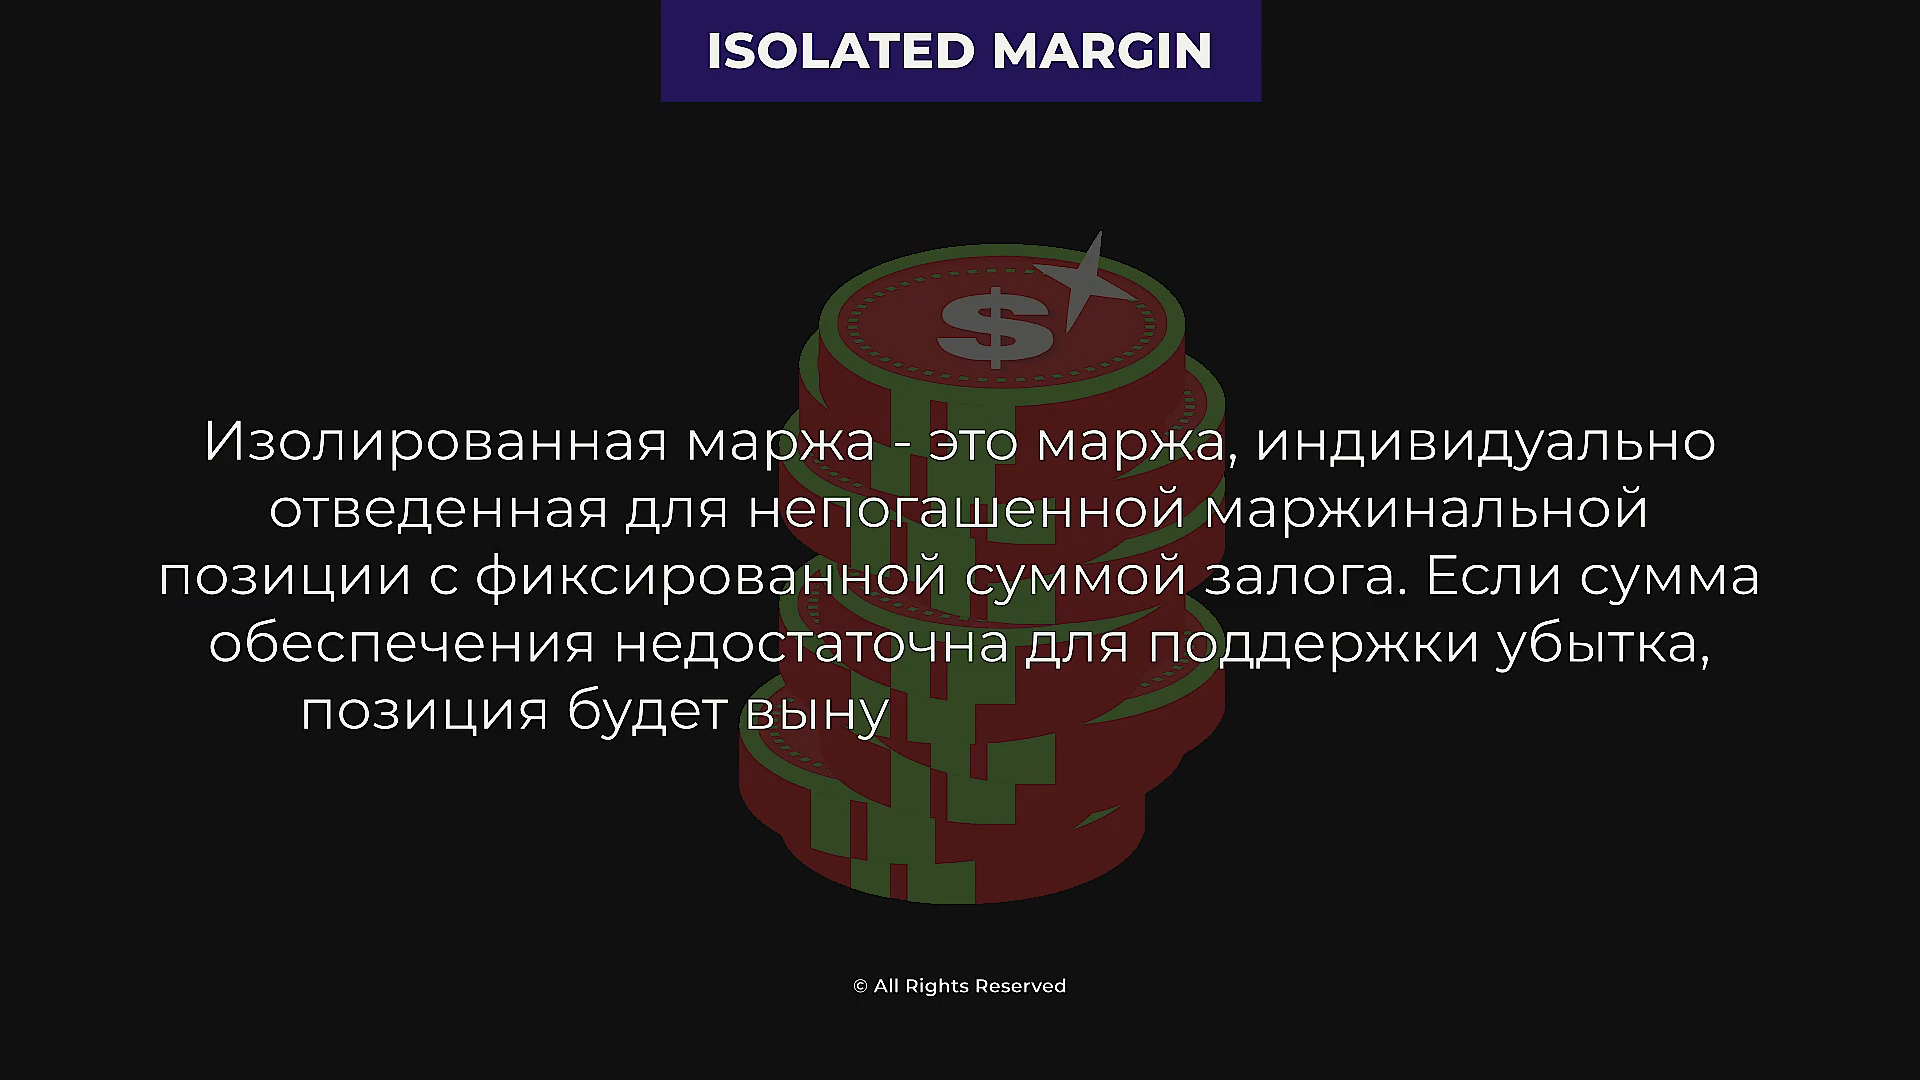 ISOLATED MARGIN
$
Изолированная маржа - это маржа, индивидуально
отведенная для непогашенной маржинальной
позиции с фиксированной суммой залога. Если сумма
обеспечения недостаточна для поддержки убытка,
позиция будет выну
© All Rights Reserved